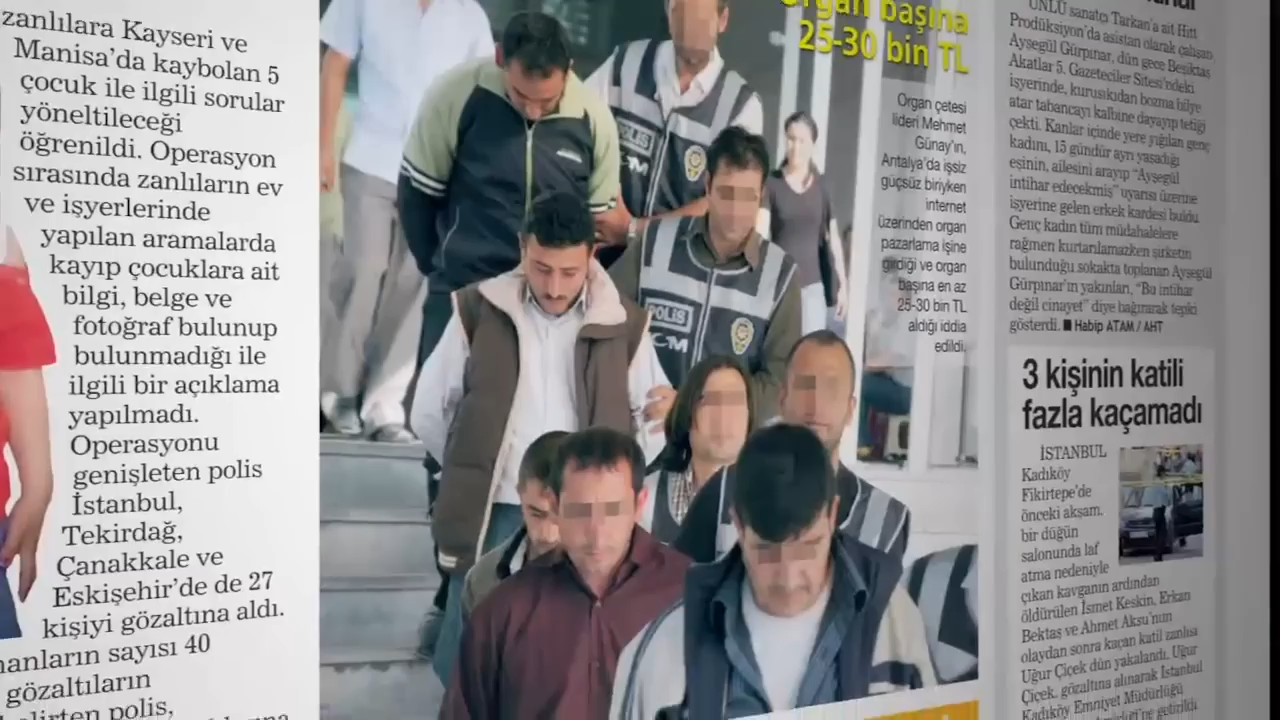 zanlılara Kayseri ve
Manisa'da kaybolan 5
çocuk ile ilgili sorular
yöneltileceği
öğrenildi. Operasyon
sırasında zanlıların ev
ve işyerlerinde
yapılan aramalarda
kayıp çocuklara ait
bilgi, belge ve
fotoğraf bulunup
bulunmadığı ile
ilgili bir açıklama
yapılmadı.
Operasyonu
genişleten polis
İstanbul,
Tekirdağ,
Çanakkale ve
Eskişehir'de de 27
kişiyi gözaltına aldı.
sayısı 40
gözaltıların
polis,
Organ başına
25-30 bin TL
Organ çetesi
lideri Mehmet
Günay'ın,
Antalya'da işsiz
güçsüz biriyken
internet
üzerinden organ
pazarlama işine
girdiği ve organ
başına en az
25-30 bin TL
aldığı iddia
edildi.
POLİS
POLİS
ÜNLÜ sanatçı Tarkan'a ait Hitt
Prodüksiyon'da asistan olarak çalışan
Ayşegül Gürpınar, dün gece Beşiktaş
Akatlar 5. Gazeteciler Sitesi'ndeki
işyerinde, kurusıkıdan bozma bilye
atar tabancayı kalbine dayayıp tetiği
çekti. Kanlar içinde yere yığılan genç
kadını, 15 gündür ayrı yaşadığı
eşinin, ailesini arayıp "Ayşegül
intihar edecekmiş" uyarısı üzerine
işyerine gelen erkek kardeşi buldu.
Genç kadın tüm müdahalelere
rağmen kurtarılamazken şirketin
bulunduğu sokakta toplanan Ayşegül
Gürpınar'ın yakınları, "Bu intihar
değil cinayet" diye bağırarak tepki
gösterdi. ■ Habip ATAM / AHT
3 kişinin katili
fazla kaçamadı
İSTANBUL
Kadıköy
Fikirtepe'de
önceki akşam,
bir düğün
salonunda laf
atma nedeniyle
çıkan kavganın ardından
öldürülen İsmet Keskin, Erkan
Bektaş ve Ahmet Aksu'nun
olaydan sonra kaçan katil zanlısı
Uğur Çiçek dün yakalandı. Uğur
Çiçek, gözaltına alınarak İstanbul
Kadıköy Emniyet Müdürlüğü
getirildi